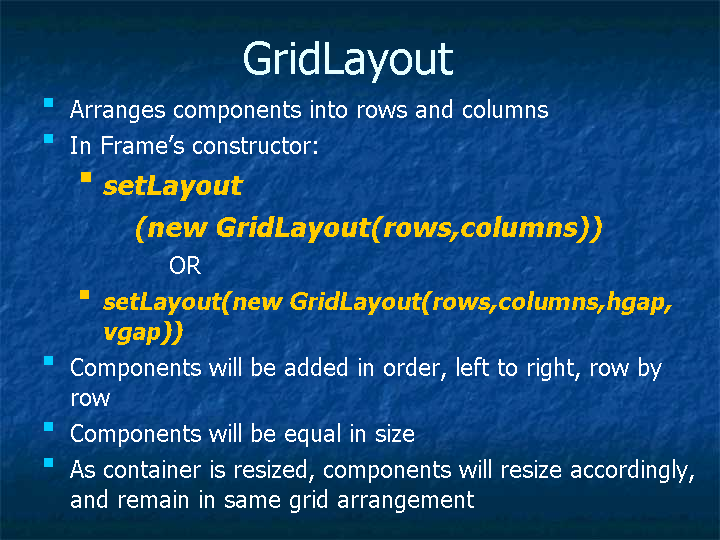 GridLayout
Arranges components into rows and columns
In Frame’s constructor:
setLayout
(new GridLayout(rows,columns))
OR
setLayout(new GridLayout(rows,columns,hgap,
vgap))
Components will be added in order, left to right, row by
row
Components will be equal in size
As container is resized, components will resize accordingly,
and remain in same grid arrangement